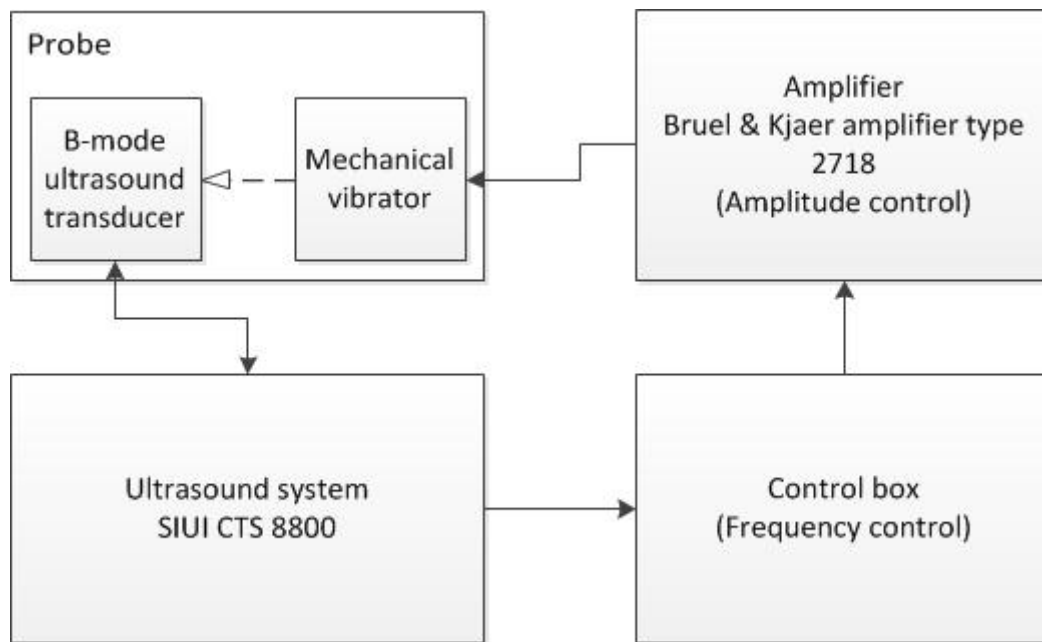 Probe
B-mode
ultrasound
transducer
Mechanical
vibrator
Amplifier
Bruel & Kjaer amplifier type
2718
(Amplitude control)
Ultrasound system
SIUI CTS 8800
Control box
(Frequency control)